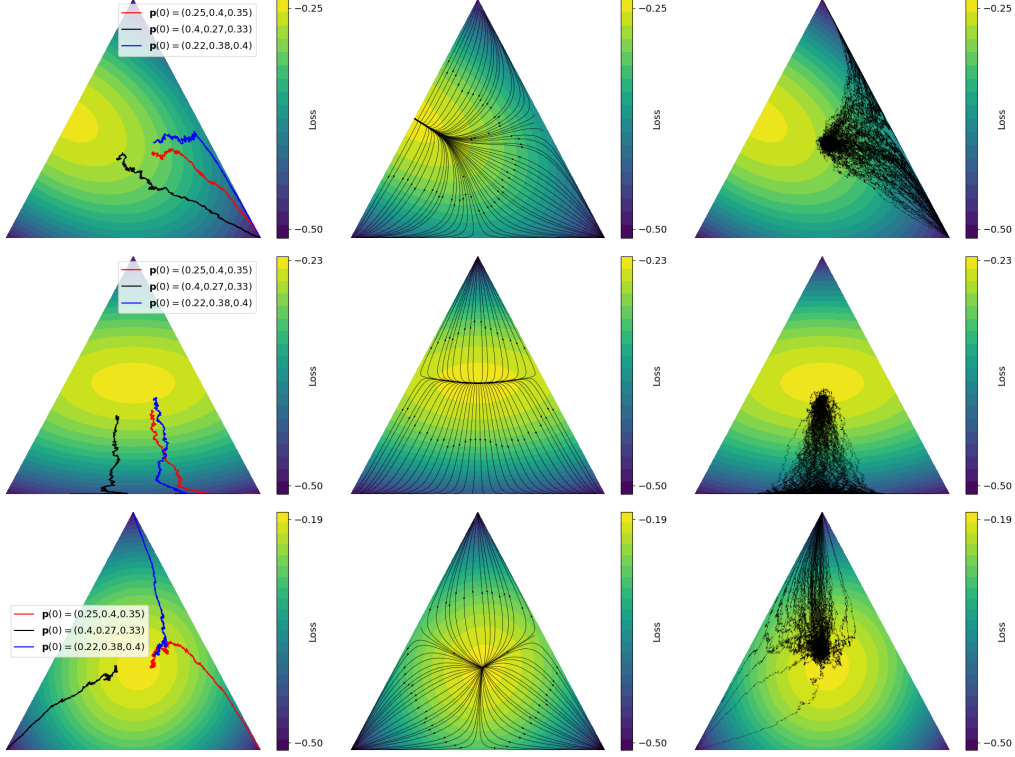 p(0) = (0.25,0.4,0.35)
p(0) = (0.4,0.27,0.33)
p(0) = (0.22,0.38,0.4)
−0.25
Loss
−0.50
−0.25
Loss
−0.50
−0.25
Loss
−0.50
p(0) = (0.25,0.4,0.35)
p(0) = (0.4,0.27,0.33)
p(0) = (0.22,0.38,0.4)
−0.23
Loss
−0.50
−0.23
Loss
−0.50
−0.23
Loss
−0.50
p(0) = (0.25,0.4,0.35)
p(0) = (0.4,0.27,0.33)
p(0) = (0.22,0.38,0.4)
−0.19
Loss
−0.50
−0.19
Loss
−0.50
−0.19
Loss
−0.50